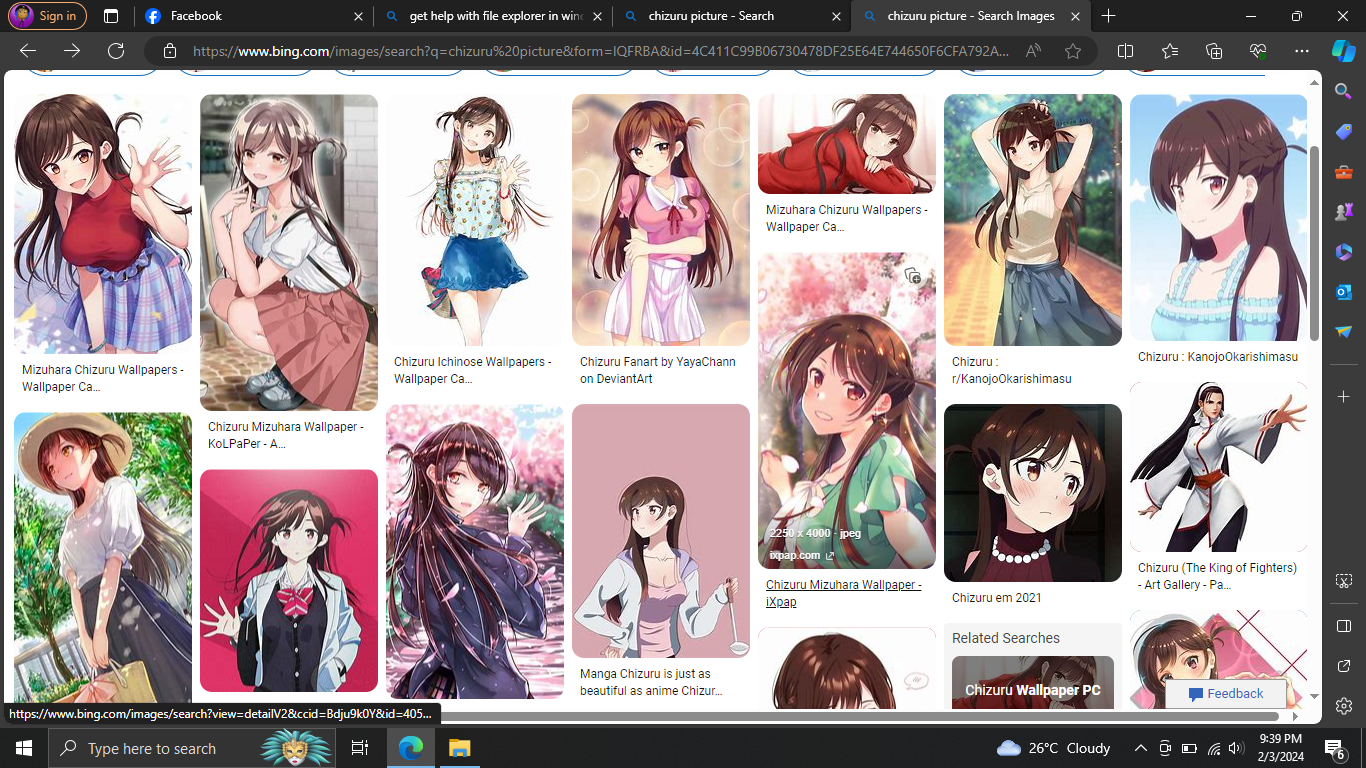 Sign in
Facebook
get help with file explorer in wind
chizuru picture - Search
chizuru picture - Search Images
https://www.bing.com/images/search?q=chizuru%20picture&form=IQFRBA&id=4C411C99B06730478DF25E64E744650F6CFA792A...
Mizuhara Chizuru Wallpapers -
Wallpaper Ca...
Chizuru Mizuhara Wallpaper -
KoLPaPer - A...
Chizuru Ichinose Wallpapers -
Wallpaper Ca...
Chizuru Fanart by YayaChann
on DeviantArt
Manga Chizuru is just as
beautiful as anime Chizur...
Mizuhara Chizuru Wallpapers -
Wallpaper Ca...
2250 x 4000 · jpeg
ixpap.com
Chizuru Mizuhara Wallpaper -
iXpap
Chizuru :
r/KanojoOkarishimasu
Chizuru em 2021
Related Searches
Chizuru Wallpaper PC
Chizuru : KanojoOkarishimasu
Chizuru (The King of Fighters)
- Art Gallery - Pa...
Feedback
https://www.bing.com/images/search?view=detailV2&ccid=Bdju9k0Y&id=405...
Type here to search
26°C Cloudy
9:39 PM
2/3/2024
6